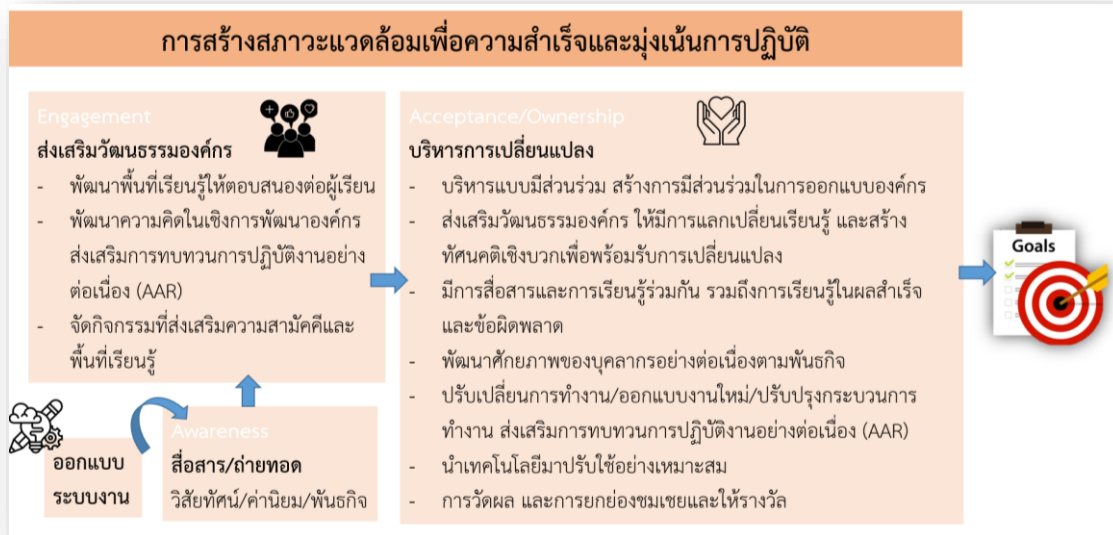 การสร้างสภาวะแวดล้อมเพื่อความสำเร็จและมุ่งเน้นการปฏิบัติ
Engagement
ส่งเสริมวัฒนธรรมองค์กร
- พัฒนาพื้นที่เรียนรู้ให้ตอบสนองต่อผู้เรียน
- พัฒนาความคิดในเชิงการพัฒนาองค์กร
ส่งเสริมการทบทวนการปฏิบัติงานอย่าง
ต่อเนื่อง (AAR)
- จัดกิจกรรมที่ส่งเสริมความสามัคคีและ
พื้นที่เรียนรู้
ออกแบบ
ระบบงาน
Awareness
สื่อสาร/ถ่ายทอด
วิสัยทัศน์/ค่านิยม/พันธกิจ
Acceptance/Ownership
บริหารการเปลี่ยนแปลง
- บริหารแบบมีส่วนร่วม สร้างการมีส่วนร่วมในการออกแบบองค์กร
- ส่งเสริมวัฒนธรรมองค์กร ให้มีการแลกเปลี่ยนเรียนรู้ และสร้าง
ทัศนคติเชิงบวกเพื่อพร้อมรับการเปลี่ยนแปลง
- มีการสื่อสารและการเรียนรู้ร่วมกัน รวมถึงการเรียนรู้ในผลสำเร็จ
และข้อผิดพลาด
- พัฒนาศักยภาพของบุคลากรอย่างต่อเนื่องตามพันธกิจ
- ปรับเปลี่ยนการทำงาน/ออกแบบงานใหม่/ปรับปรุงกระบวนการ
ทำงาน ส่งเสริมการทบทวนการปฏิบัติงานอย่างต่อเนื่อง (AAR)
- นำเทคโนโลยีมาปรับใช้อย่างเหมาะสม
- การวัดผล และการยกย่องชมเชยและให้รางวัล
Goals